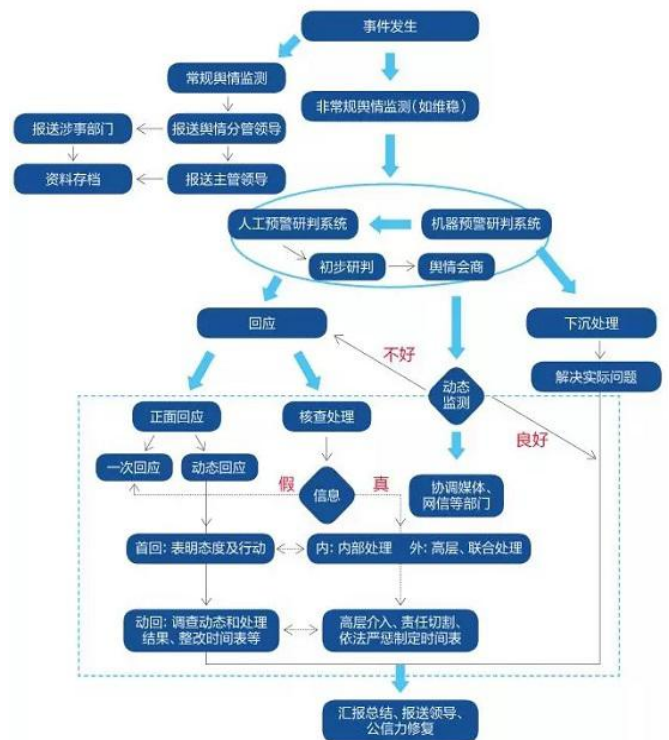 事件发生
常规舆情监测
非常规舆情监测(如维稳)
报送涉事部门
报送舆情分管领导
资料存档
报送主管领导
人工预警研判系统
机器预警研判系统
初步研判
舆情会商
回应
下沉处理
不好
解决实际问题
动态
监测
正面回应
核查处理
良好
一次回应
动态回应
假
信息
真
协调媒体、
网信等部门
首回：表明态度及行动
内：内部处理 外：高层、联合处理
动回：调查动态和处理
结果、整改时间表等
高层介入、责任切割、
依法严惩制定时间表
汇报总结、报送领导、
公信力修复